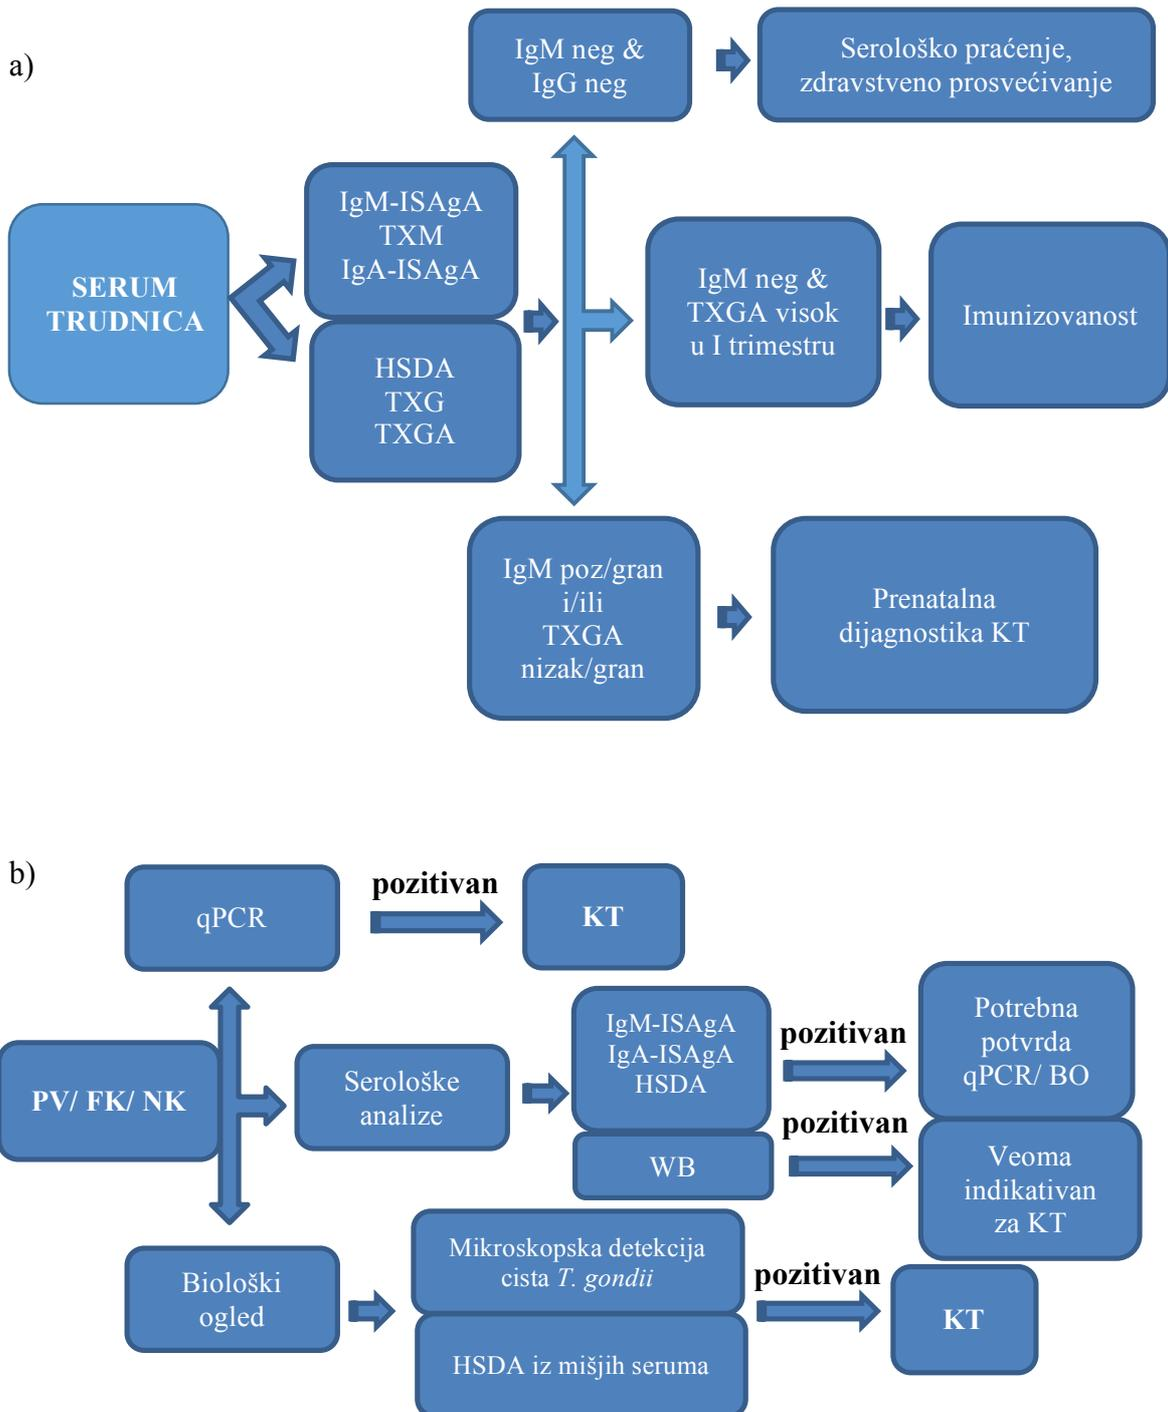 a)
IgM neg &
IgG neg
Serološko praćenje,
zdravstveno prosvećivanje
SERUM
TRUDNICA
IgM-ISAgA
TXM
IgA-ISAgA
HSDA
TXG
TXGA
IgM neg &
TXGA visok
u I trimestru
Imunizovanost
IgM poz/gran
i/ili
TXGA
nizak/gran
Prenatalna
dijagnostika KT
b)
qPCR
pozitivan
KT
PV/ FK/ NK
Serološke
analize
IgM-ISAgA
IgA-ISAgA
HSDA
pozitivan
Potrebna
potvrda
qPCR/ BO
WB
pozitivan
Veoma
indikativan
za KT
Biološki
ogled
Mikroskopska detekcija
cista T. gondii
HSDA iz mišjih seruma
pozitivan
KT